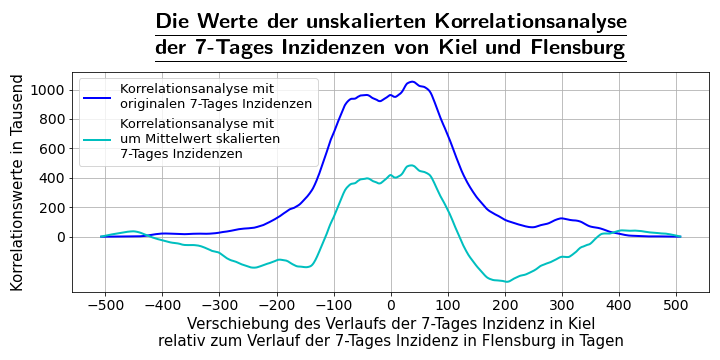 Die Werte der unskalierten Korrelationsanalyse
der 7-Tages Inzidenzen von Kiel und Flensburg
Korrelationswerte in Tausend
1000
800
600
400
200
0
Korrelationsanalyse mit
originalen 7-Tages Inzidenzen
Korrelationsanalyse mit
um Mittelwert skalierten
7-Tages Inzidenzen
−500 −400 −300 −200 −100 0 100 200 300 400 500
Verschiebung des Verlaufs der 7-Tages Inzidenz in Kiel
relativ zum Verlauf der 7-Tages Inzidenz in Flensburg in Tagen